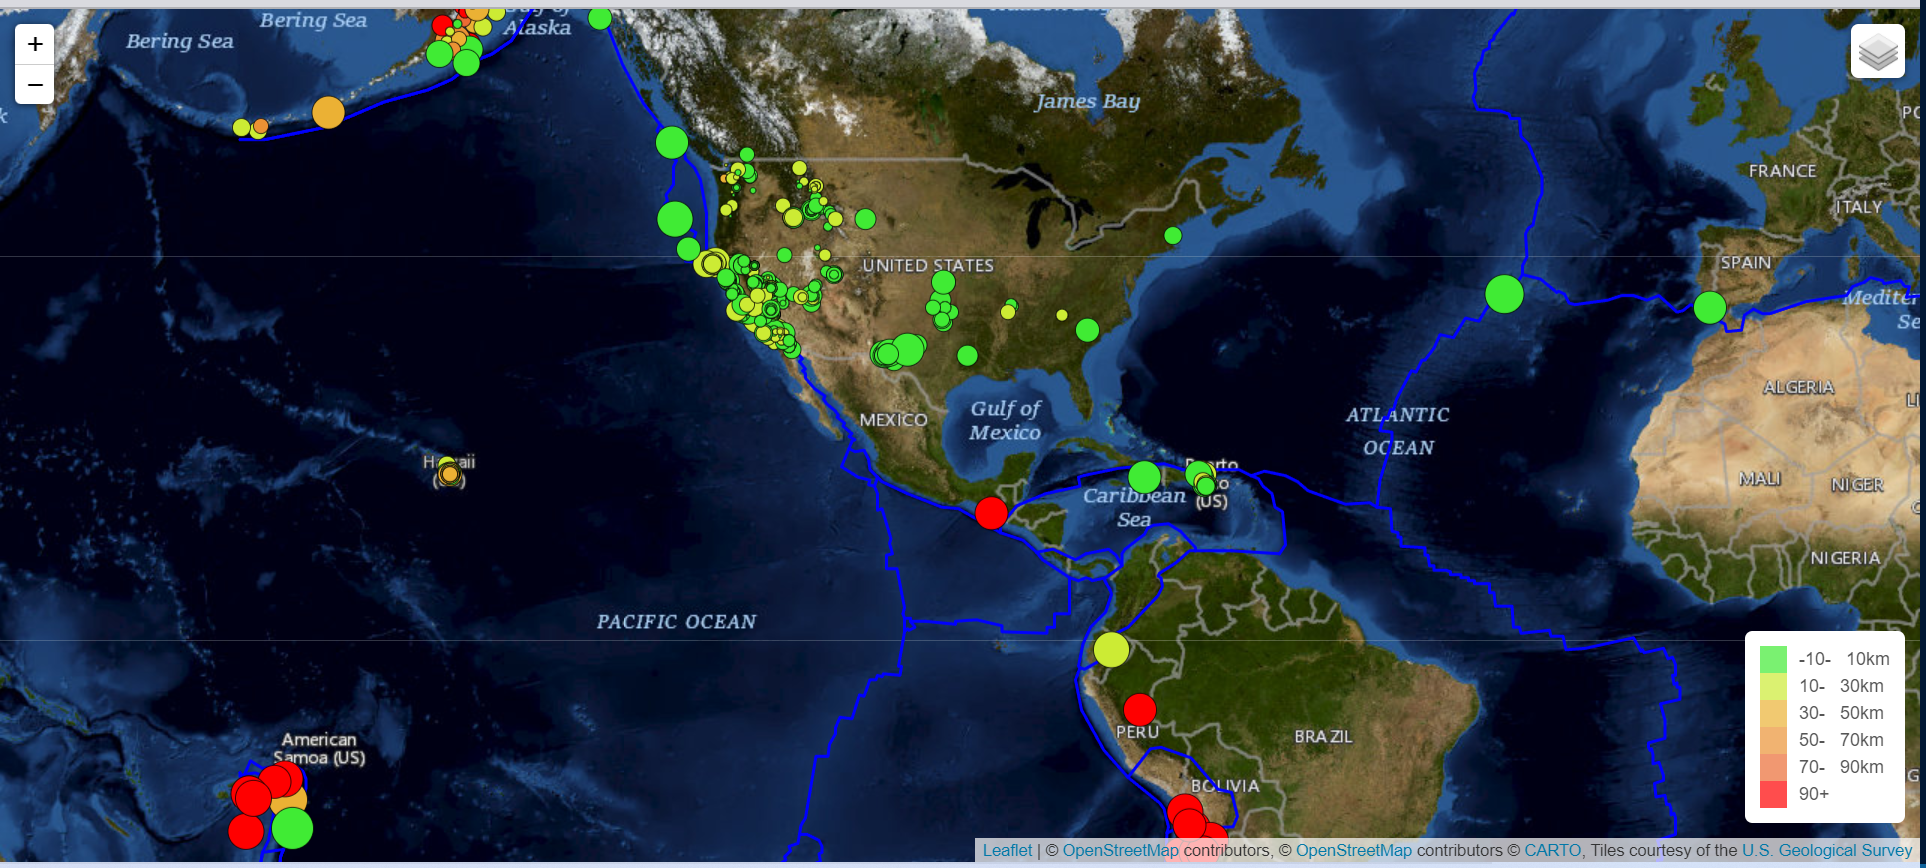 +
−
Bering Sea
Bering Sea
Gulf of
Alaska
James Bay
FRANCE
ITALY
SPAIN
UNITED STATES
ALGERIA
MEXICO
Gulf of
Mexico
ATLANTIC
OCEAN
Hawaii
MALI
NIGER
Caribbean
Sea
(US)
NIGERIA
PACIFIC OCEAN
PERU
BRAZIL
American
Samoa (US)
BOLIVIA
-10- 10km
10- 30km
30- 50km
50- 70km
70- 90km
90+
Leaflet | © OpenStreetMap contributors, © OpenStreetMap contributors © CARTO, Tiles courtesy of the U.S. Geological Survey